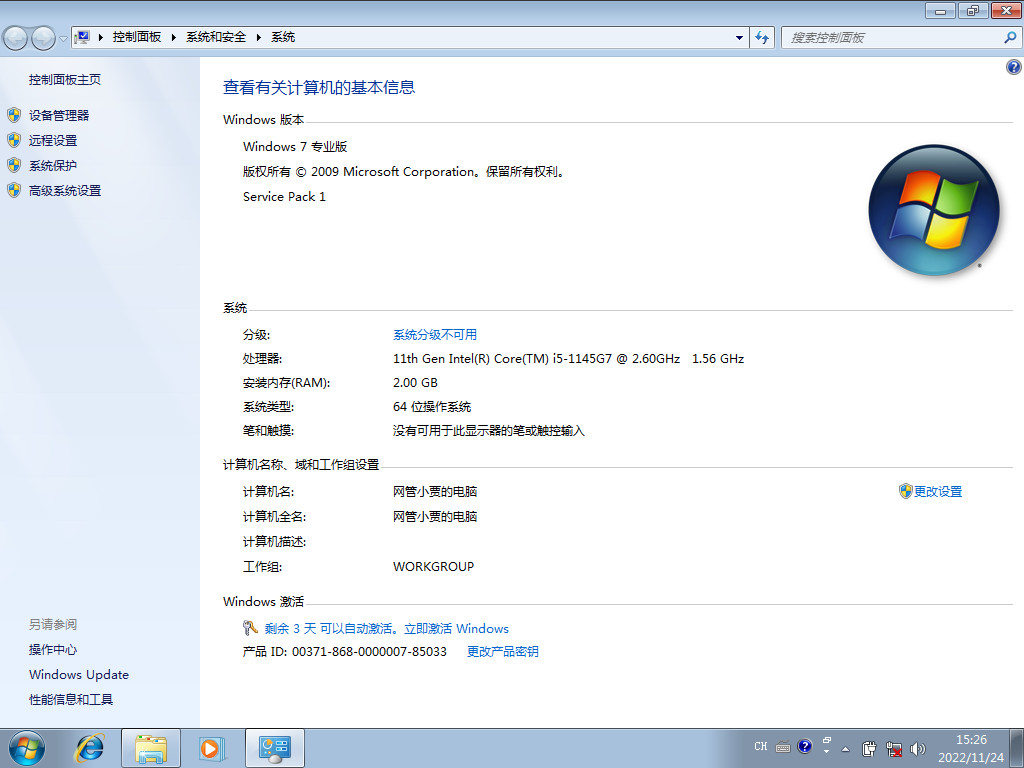 控制面板 系统和安全 系统
搜索控制面板
控制面板主页
设备管理器
远程设置
系统保护
高级系统设置
另请参阅
操作中心
Windows Update
性能信息和工具
查看有关计算机的基本信息
Windows 版本
Windows 7 专业版
版权所有 © 2009 Microsoft Corporation。保留所有权利。
Service Pack 1
系统
分级: 系统分级不可用
处理器: 11th Gen Intel(R) Core(TM) i5-1145G7 @ 2.60GHz 1.56 GHz
安装内存(RAM): 2.00 GB
系统类型: 64 位操作系统
笔和触摸: 没有可用于此显示器的笔或触控输入
计算机名称、域和工作组设置
计算机名: 网管小贾的电脑 更改设置
计算机全名: 网管小贾的电脑
计算机描述:
工作组: WORKGROUP
Windows 激活
剩余 3 天 可以自动激活。立即激活 Windows
产品 ID: 00371-868-0000007-85033 更改产品密钥
CH
15:26
2022/11/24